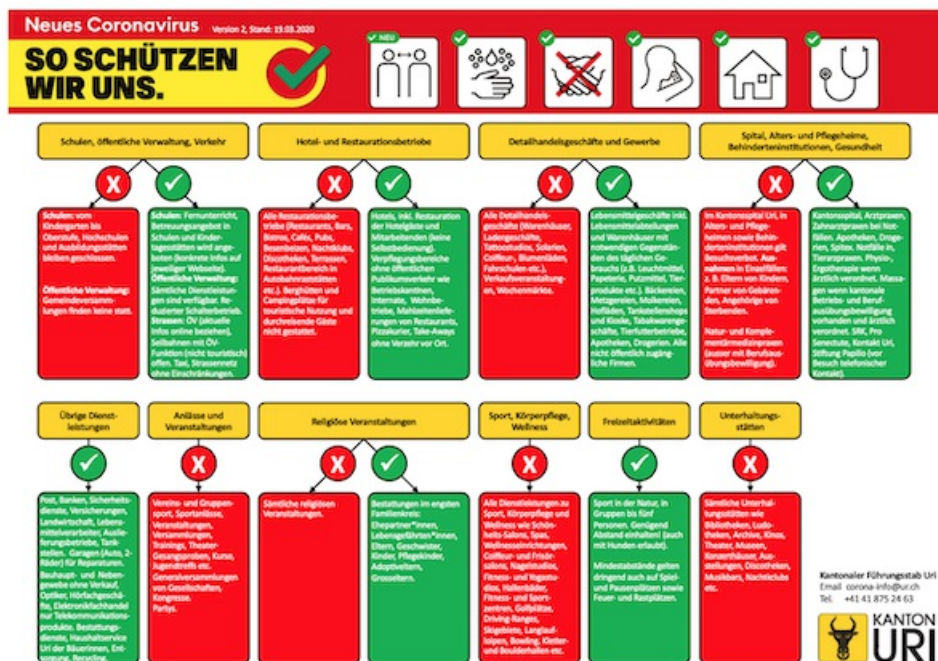 Neues Coronavirus Version 2, Stand: 19.03.2020
SO SCHÜTZEN
WIR UNS.
NEU
Schulen, öffentliche Verwaltung, Verkehr
Hotel- und Restaurationsbetriebe
Detailhandelsgeschäfte und Gewerbe
Spital, Alters- und Pflegeheime,
Behinderteninstitutionen, Gesundheit
X
X
X
X
Schulen: vom
Kindergarten bis
Oberstufe, Hochschulen
und Ausbildungsstätten
bleiben geschlossen.
Öffentliche Verwaltung:
Gemeindeversamm-
lungen finden keine statt.
Schulen: Fernunterricht,
Betreuungsangebot in
Schulen und Kinder-
tagesstätten wird ange-
boten (konkrete Infos auf
jeweiliger Webseite).
Öffentliche Verwaltung:
Sämtliche Dienstleistun-
gen sind verfügbar. Re-
duzierter Schalterbetrieb.
Transport: ÖV (aktuelle
Infos online beziehen),
Seilbahnen mit ÖV-
Funktion (nicht touristisch)
offen. Taxi, Strassennetz
ohne Einschränkungen.
Alle Restaurationsbe-
triebe (Restaurants, Bars,
Bistros, Cafés, Pubs,
Besenbeizen, Nachtklubs,
Discotheken, Terrassen,
Restaurantbereich in
Autobahnraststätten
etc.). Berghütten und
Campingplätze für
touristische Nutzung und
durchreisende Gäste
nicht gestattet.
Hotels, inkl. Restauration
der Hotelgäste und
Mitarbeitenden (keine
Selbstbedienung).
Verpflegungsbereiche
ohne öffentlichen
Publikumsverkehr wie
Betriebskantinen,
Internate, Wohnbe-
triebe, Mahlzeitenliefe-
rungen von Restaurants,
Pizzakurier, Take-Aways
ohne Verzehr vor Ort.
Alle Detailhandels-
geschäfte (Warenhäuser,
Ladengeschäfte,
Tattoostudios, Solarien,
Coiffeur-, Blumenläden,
Fahrschulen etc.),
Verkaufsveranstaltun-
gen, Wochenmärkte.
Lebensmittelgeschäfte inkl.
Lebensmittelabteilungen
und Warenhäuser mit
notwendigen Gegenstän-
den des täglichen Ge-
brauchs (z.B. Leuchtmittel,
Papeterie, Putzmittel, Tier-
produkte etc.). Bäckereien,
Metzgereien, Molkereien,
Hofläden, Tankstellenshops
und Kioske, Tabakwarenge-
schäfte, Tierfutterbetriebe,
Apotheken, Drogerien. Alle
nicht öffentlich zugäng-
liche Firmen.
Im Kantonsspital Uri, in
Alters- und Pflege-
heimen sowie Behin-
derteninstitutionen gilt
Besuchsverbot. Aus-
nahmen in Einzelfällen:
z. B. Eltern von Kindern,
Partner von Gebären-
den, Angehörige von
Sterbenden.
Natur- und Komple-
mentärmedizinpraxen
(ausser mit Berufsaus-
übungsbewilligung).
Kantonsspital, Arztpraxen,
Zahnarztpraxen bei Not-
fällen. Apotheken, Droge-
rien, Spitex. Notfälle in
Tierarztpraxen. Physio-,
Ergotherapie wenn
ärztlich verordnet. Massa-
gen wenn kantonale
Betriebs- und Beruf-
ausübungsbewilligung
vorhanden und ärztlich
verordnet. SRK, Pro
Senectute, Kontakt Uri,
Stiftung Papilio (vor
Besuch telefonischer
Kontakt).
Übrige Dienst-
leistungen
Anlässe und
Veranstaltungen
Religiöse Veranstaltungen
Sport, Körperpflege,
Wellness
Freizeitaktivitäten
Unterhaltungs-
stätten
X
X
X
X
Post, Banken, Sicherheits-
dienste, Versicherungen,
Landwirtschaft, Lebens-
mittelverarbeiter, Auslie-
ferungsbetriebe, Tank-
stellen. Garagen (Auto, 2-
Räder) für Reparaturen.
Bauhaupt- und Neben-
gewebe ohne Verkauf,
Optiker, Hörfachgeschä-
fte, Elektronikfachhandel
nur Telekommunikations-
produkte. Bestattungs-
dienste, Haushaltservice
Uri der Bäuerinnen, Ent-
sorgung, Recycling.
Vereins- und Gruppen-
sport, Sportanlässe,
Veranstaltungen,
Versammlungen,
Trainings, Theater-
Gesangsproben, Kurse,
Jugendtreffs etc.
Generalversammlungen
von Gesellschaften,
Kongresse.
Partys.
Sämtliche religiösen
Veranstaltungen.
Bestattungen im engsten
Familienkreis:
Ehepartner*innen,
Lebensgefährten*innen,
Eltern, Geschwister,
Kinder, Pflegekinder,
Adoptiveltern,
Grosseltern.
Alle Dienstleistungen zu
Sport, Körperpflege und
Wellness wie Schön-
heits-Salons, Spas,
Wellnesseinrichtungen,
Coiffeur- und Frisör-
salons, Nagelstudios,
Fitness- und Yogastu-
dios, Hallenbäder,
Fitness- und Sport-
zentren, Golfplätze,
Driving-Ranges,
Skigebiete, Langlauf-
loipen, Bowling, Kletter-
und Boulderhallen etc.
Sport in der Natur, in
Gruppen bis fünf
Personen. Genügend
Abstand einhalten! (auch
mit Hunden erlaubt).
Mindestabstände gelten
dringend auch auf Spiel-
und Pausenplätzen sowie
Feuer- und Rastplätzen.
Sämtliche Unterhal-
tungsstätten wie
Bibliotheken, Ludo-
theken, Archive, Kinos,
Theater, Museen,
Konzerthäuser, Aus-
stellungen, Discotheken,
Musikbars, Nachtklubs
etc.
Kantonaler Führungsstab Uri
Email corona-info@ur.ch
Tel. +41 41 875 24 63
KANTON
URI